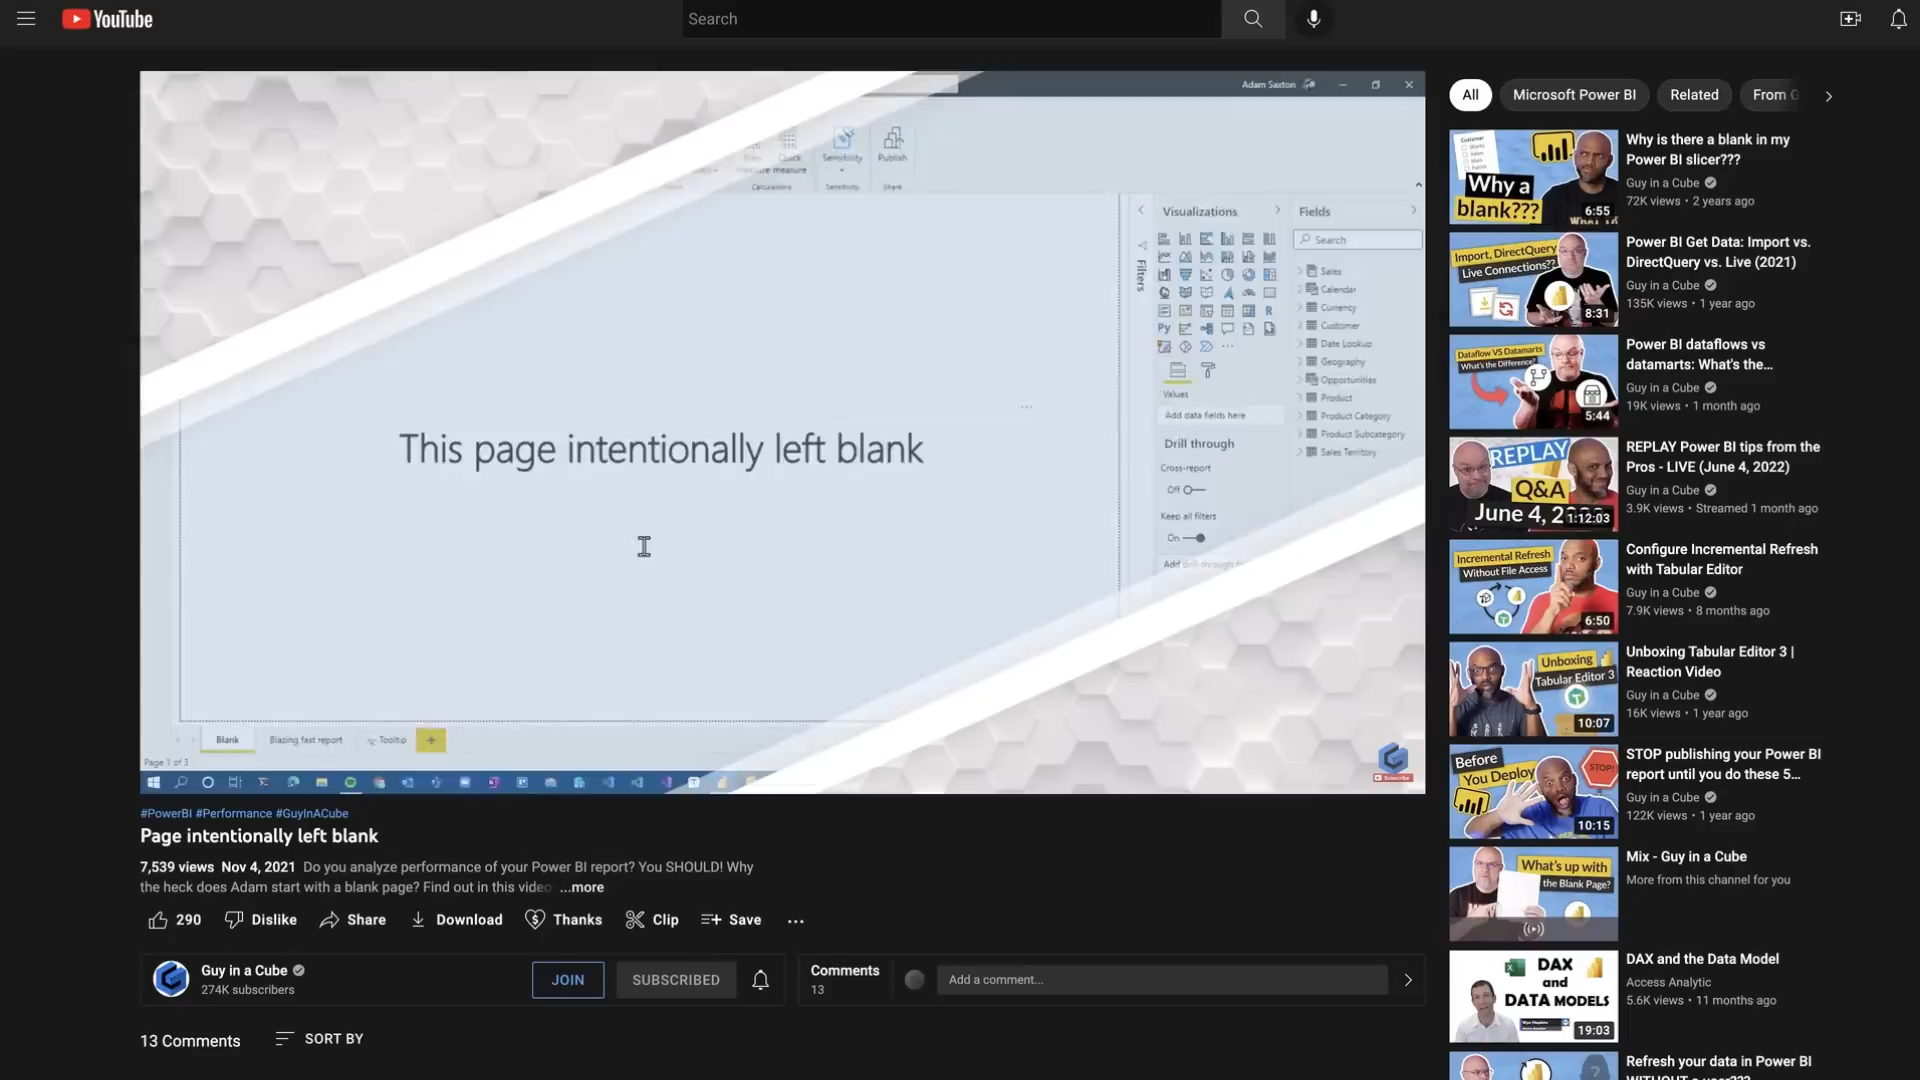 YouTube
Search
Adam Saxton
Quick
measure
Sensitivity
Publish
Calculations
Sensitivity
Share
Visualizations
Fields
Search
Filters
Sales
Calendar
Currency
Customer
Date Lookup
Geography
Opportunities
Product
Product Category
Product Subcategory
Sales Territory
R
Py
Values
Add data fields here
Drill through
Cross-report
Off
Keep all filters
On
This page intentionally left blank
Blank
Blazing fast report
Tooltip
Page 1 of 3
Subscribe
#PowerBI #Performance #GuyInACube
Page intentionally left blank
7,539 views Nov 4, 2021 Do you analyze performance of your Power BI report? You SHOULD! Why
the heck does Adam start with a blank page? Find out in this video ...more
290 Dislike Share Download Thanks Clip Save
Guy in a Cube
274K subscribers
JOIN
SUBSCRIBED
Comments
13
Add a comment...
13 Comments
SORT BY
All
Microsoft Power BI
Related
From
Customer
Why a
blank???
6:55
Why is there a blank in my
Power BI slicer???
Guy in a Cube
72K views • 2 years ago
Import, DirectQuery
Live Connections??
8:31
Power BI Get Data: Import vs.
DirectQuery vs. Live (2021)
Guy in a Cube
135K views • 1 year ago
Dataflow VS Datamarts
What's the Difference?
5:44
Power BI dataflows vs
datamarts: What's the...
Guy in a Cube
19K views • 1 month ago
REPLAY
Q&A
June 4, 2
1:12:03
REPLAY Power BI tips from the
Pros - LIVE (June 4, 2022)
Guy in a Cube
3.9K views • Streamed 1 month ago
Incremental Refresh
Without File Access
6:50
Configure Incremental Refresh
with Tabular Editor
Guy in a Cube
7.9K views • 8 months ago
Unboxing
Tabular Editor 3
10:07
Unboxing Tabular Editor 3 |
Reaction Video
Guy in a Cube
16K views • 1 year ago
Before
You Deploy
STOP!
10:15
STOP publishing your Power BI
report until you do these 5...
Guy in a Cube
122K views • 1 year ago
What's up with
the Blank Page?
Mix - Guy in a Cube
More from this channel for you
DAX
and
DATA MODELS
19:03
DAX and the Data Model
Access Analytic
5.6K views • 11 months ago
Refresh your data in Power BI